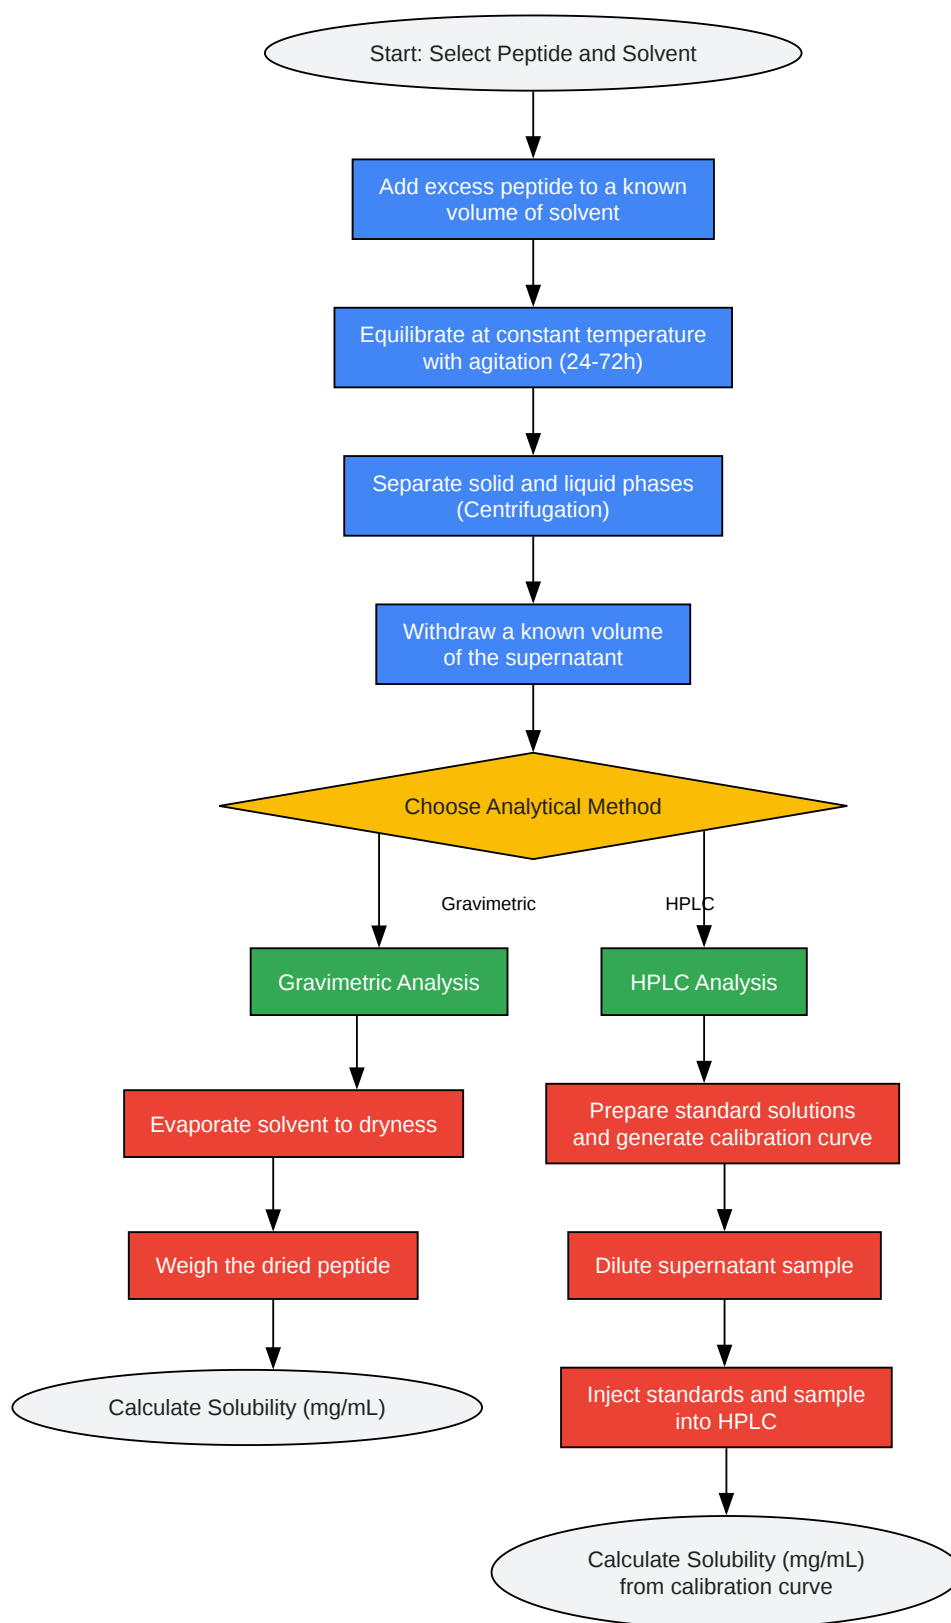 Start: Select Peptide and Solvent
Add excess peptide to a known
volume of solvent
Equilibrate at constant temperature
with agitation (24-72h)
Separate solid and liquid phases
(Centrifugation)
Withdraw a known volume
of the supernatant
Choose Analytical Method
Gravimetric
HPLC
Gravimetric Analysis
HPLC Analysis
Evaporate solvent to dryness
Prepare standard solutions
and generate calibration curve
Weigh the dried peptide
Dilute supernatant sample
Calculate Solubility (mg/mL)
Inject standards and sample
into HPLC
Calculate Solubility (mg/mL)
from calibration curve